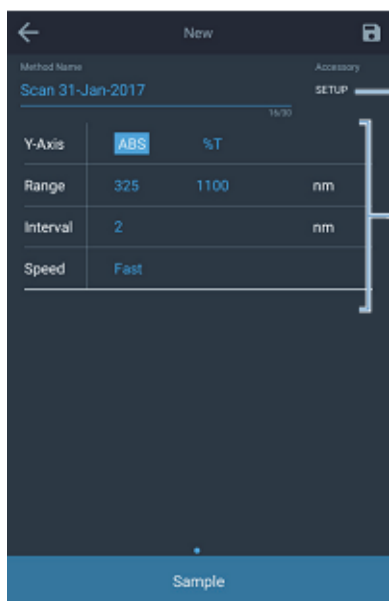 New
Method Name Accessory
Scan 31-Jan-2017 SETUP
16/30
Y-Axis ABS %T
Range 325 1100 nm
Interval 2 nm
Speed Fast
Sample